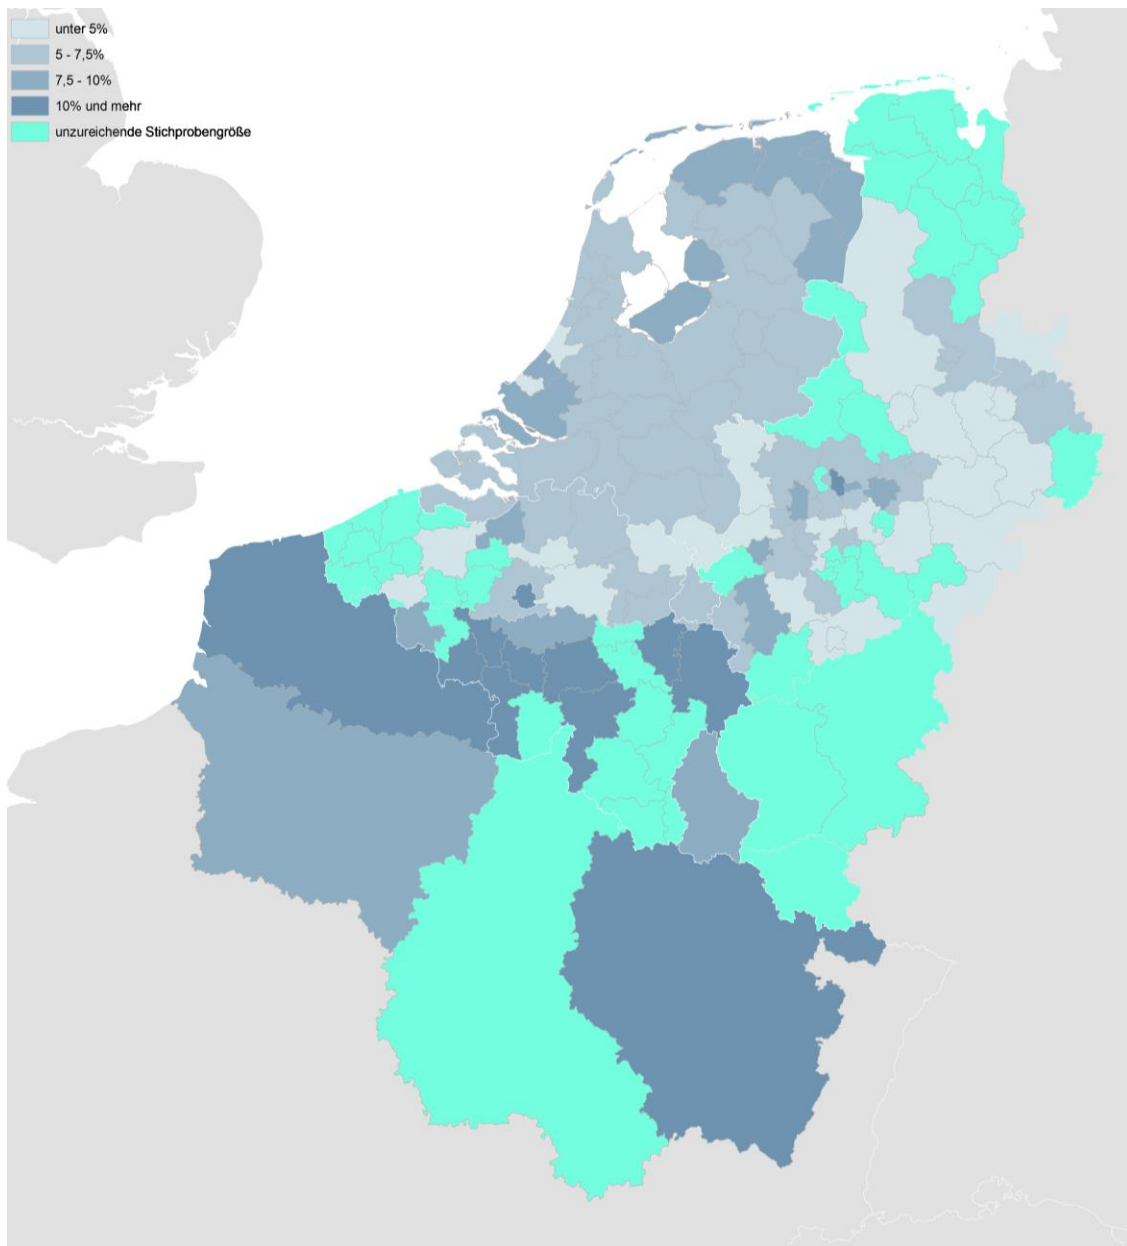 unter 5%
5 - 7,5%
7,5 - 10%
10% und mehr
unzureichende Stichprobengröße